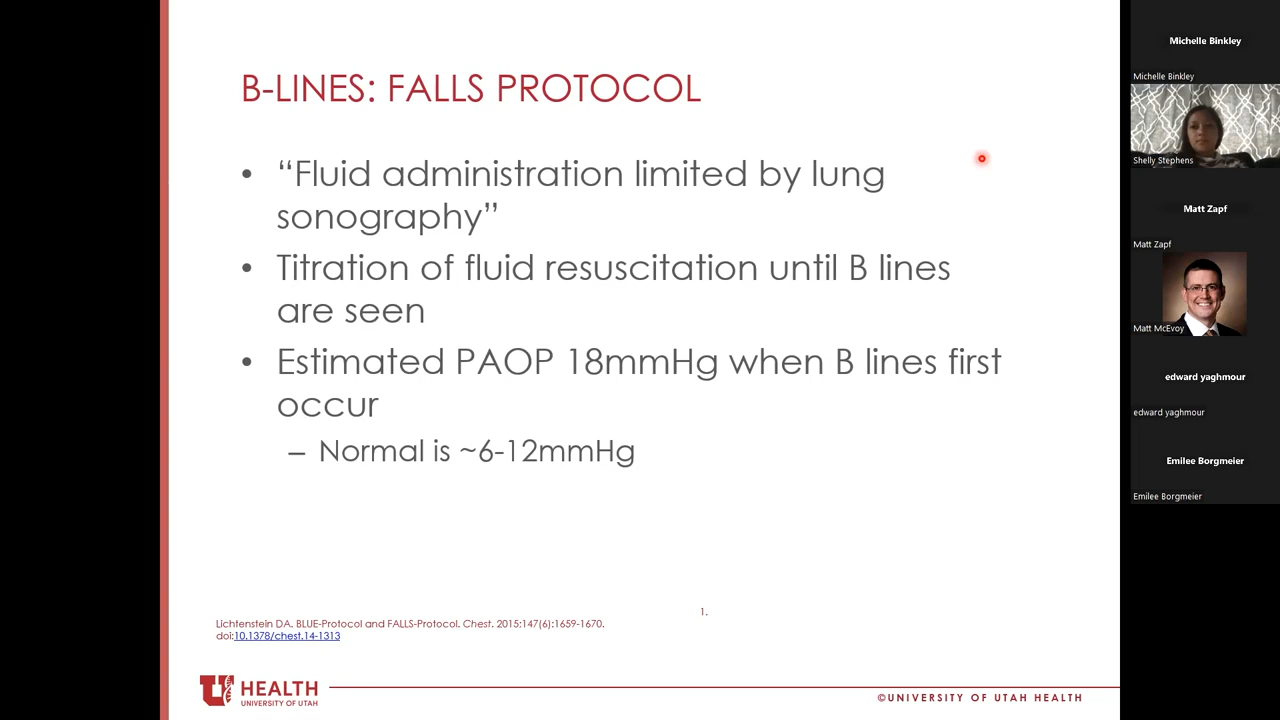 B-LINES: FALLS PROTOCOL
• “Fluid administration limited by lung
sonography”
• Titration of fluid resuscitation until B lines
are seen
• Estimated PAOP 18mmHg when B lines first
occur
– Normal is ~6-12mmHg
1.
Lichtenstein DA. BLUE-Protocol and FALLS-Protocol. Chest. 2015;147(6):1659-1670.
doi:10.1378/chest.14-1313
U HEALTH
UNIVERSITY OF UTAH
©UNIVERSITY OF UTAH HEALTH
Michelle Binkley
Michelle Binkley
Shelly Stephens
Matt Zapf
Matt Zapf
Matt McEvoy
edward yaghmour
edward yaghmour
Emilee Borgmeier
Emilee Borgmeier